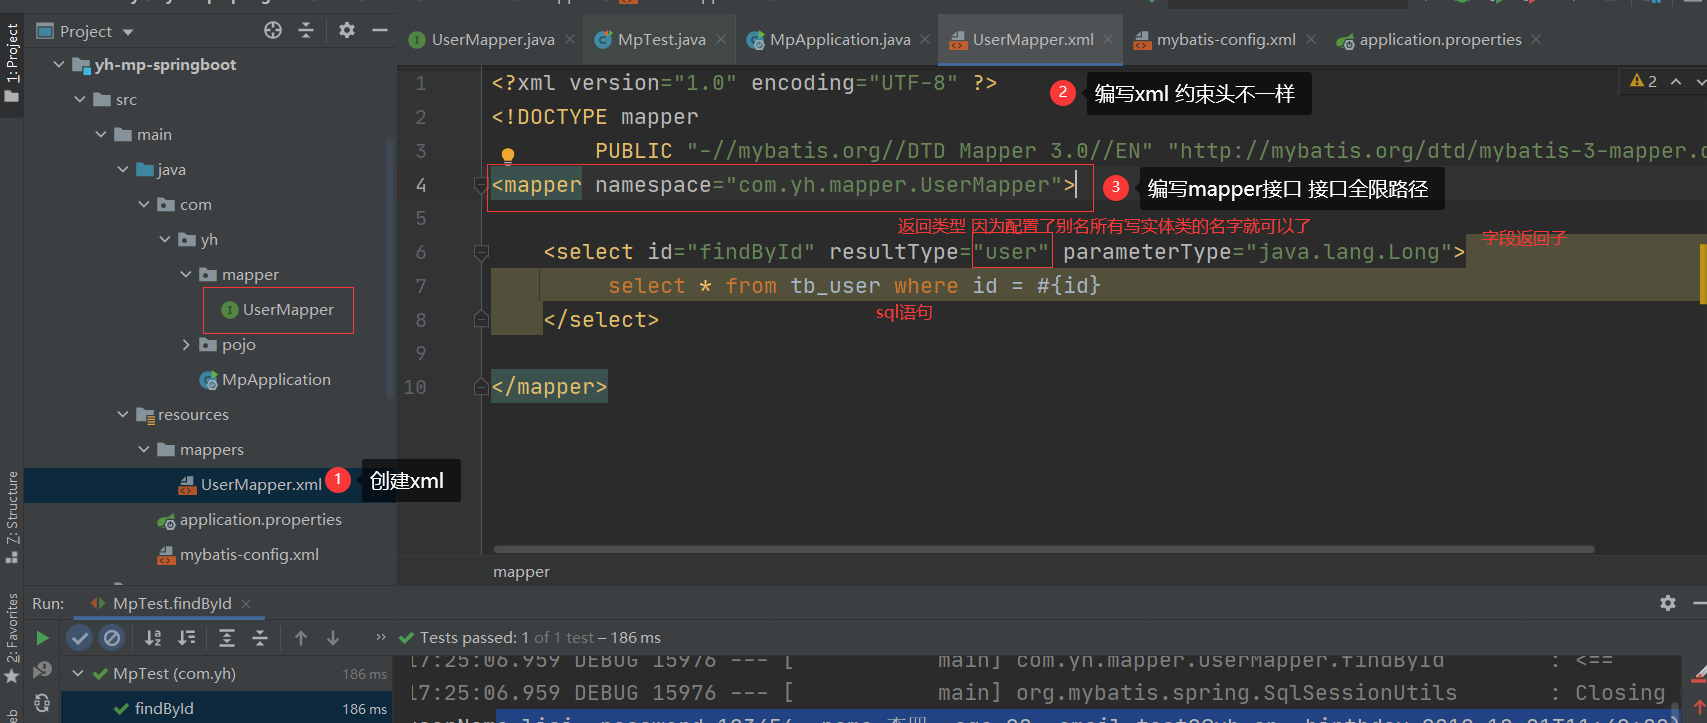 Project
UserMapper.java
MpTest.java
MpApplication.java
UserMapper.xml
mybatis-config.xml
application.properties
1: Project
7: Structure
2: Favorites
yh-mp-springboot
src
main
java
com
yh
mapper
UserMapper
pojo
MpApplication
resources
mappers
UserMapper.xml
application.properties
mybatis-config.xml
1 创建xml
1 <?xml version="1.0" encoding="UTF-8" ?>
2 编写xml 约束头不一样
2
2 <!DOCTYPE mapper
3 PUBLIC "-//mybatis.org//DTD Mapper 3.0//EN" "http://mybatis.org/dtd/mybatis-3-mapper.d
4 <mapper namespace="com.yh.mapper.UserMapper">
3 编写mapper接口 接口全限路径
5
返回类型 因为配置了别名所有写实体类的名字就可以了
字段返回子
6 <select id="findById" resultType="user" parameterType="java.lang.Long">
7 select * from tb_user where id = #{id}
8 </select>
sql语句
9
10 </mapper>
mapper
Run: MpTest.findById
Tests passed: 1 of 1 test – 186 ms
MpTest (com.yh) 186 ms
findById 186 ms
17:25:06.959 DEBUG 15976 --- [ main] com.yh.mapper.UserMapper.findById : <==
17:25:06.959 DEBUG 15976 --- [ main] org.mybatis.spring.SqlSessionUtils : Closing